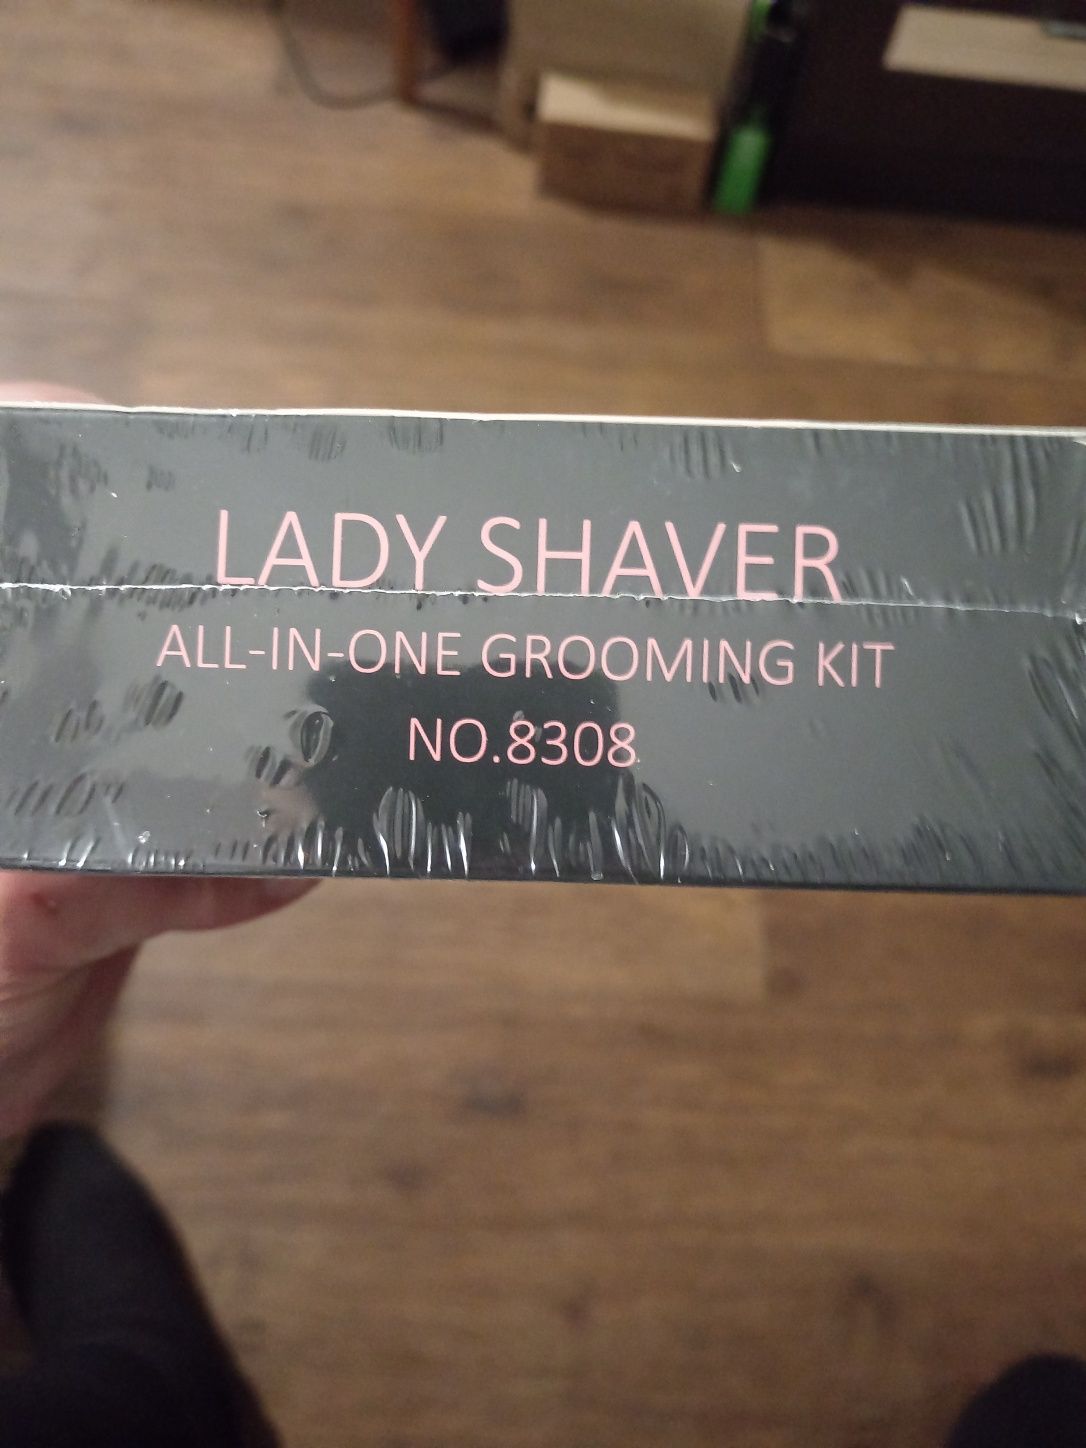 LADY SHAVER
ALL-IN-ONE GROOMING KIT
NO.8308